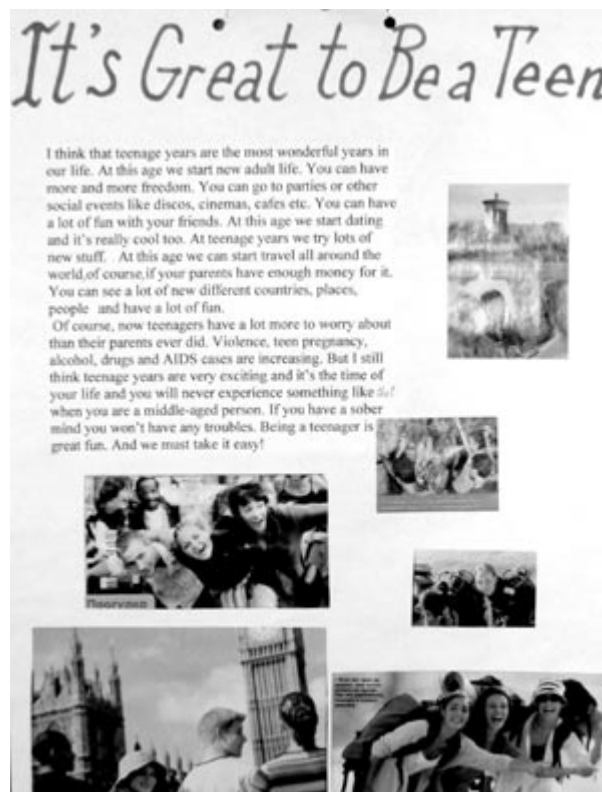 It's Great to Be a Teen
I think that teenage years are the most wonderful years in
our life. At this age we start new adult life. You can have
more and more freedom. You can go to parties or other
social events like discos, cinemas, cafes etc. You can have
a lot of fun with your friends. At this age we start dating
and it's really cool too. At teenage years we try lots of
new stuff. At this age we can start travel all around the
world,of course,if your parents have enough money for it.
You can see a lot of new different countries, places,
people and have a lot of fun.
Of course, now teenagers have a lot more to worry about
than their parents ever did. Violence, teen pregnancy,
alcohol, drugs and AIDS cases are increasing. But I still
think teenage years are very exciting and it's the time of
your life and you will never experience something like
when you are a middle-aged person. If you have a sober
mind you won't have any troubles. Being a teenager is
great fun. And we must take it easy!